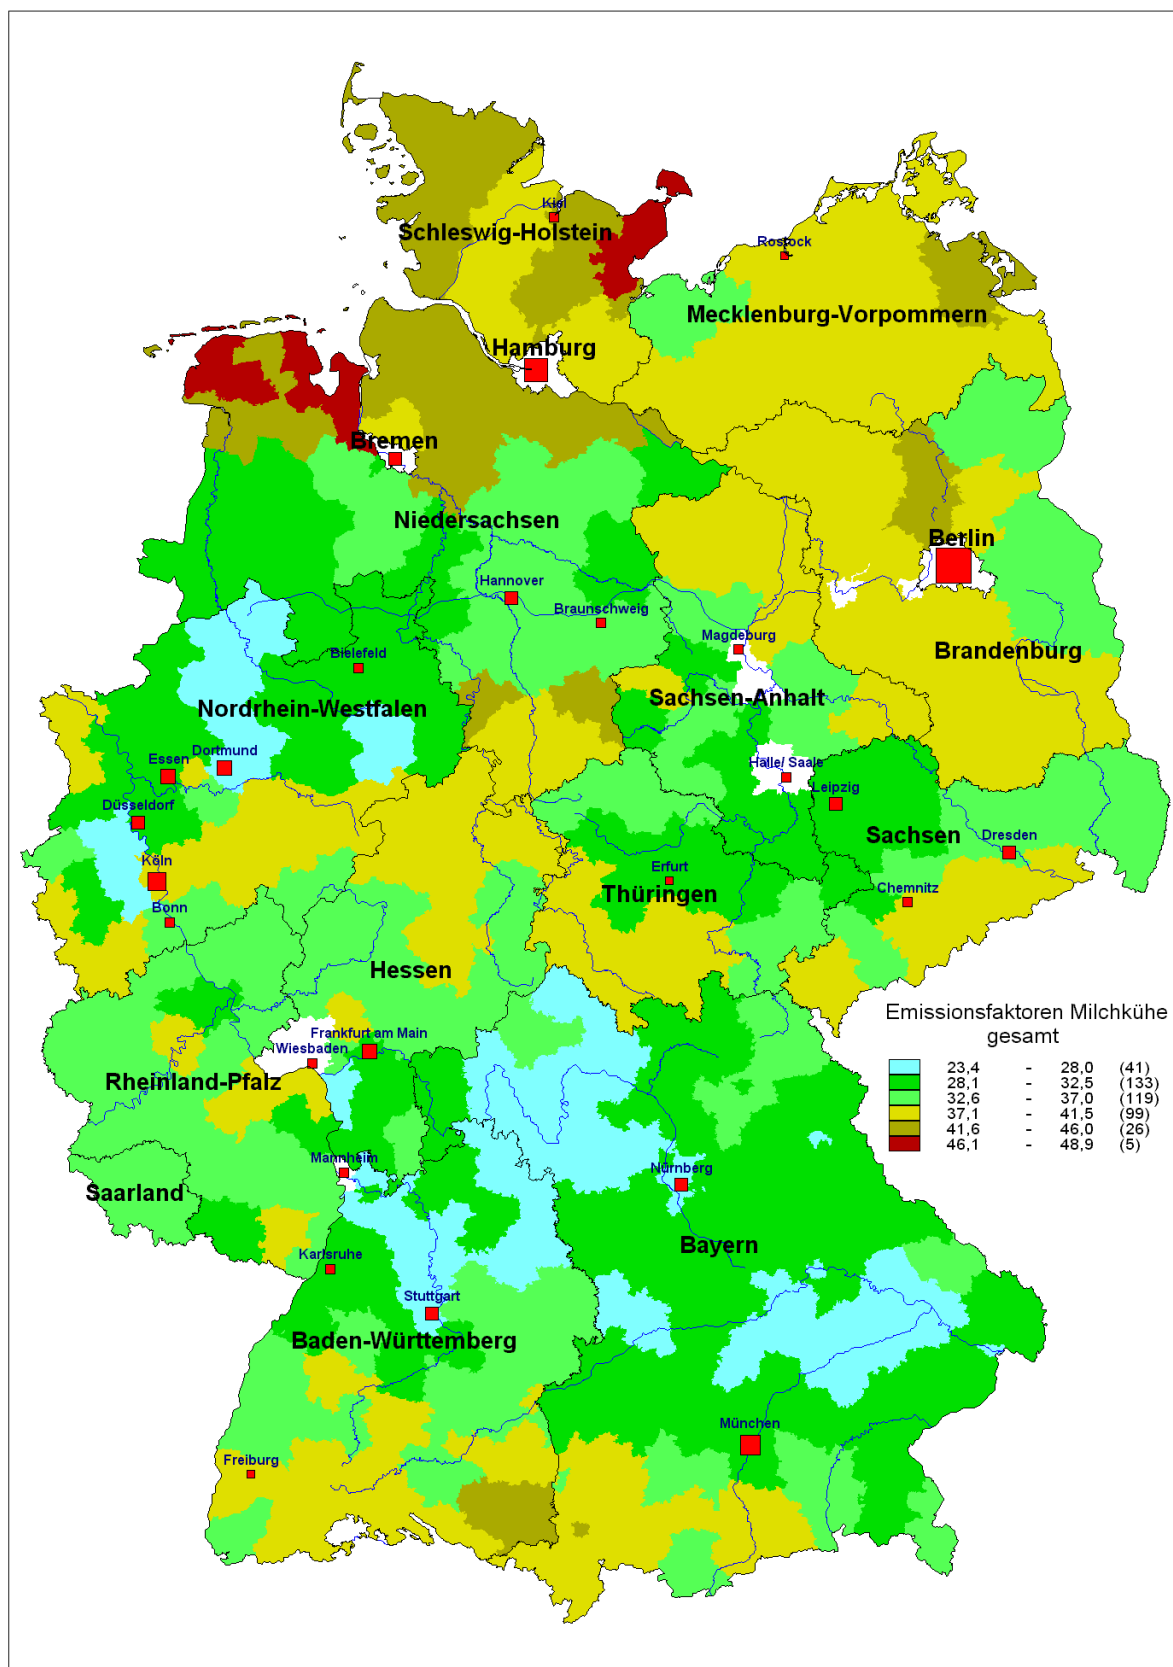 Kiel
Schleswig-Holstein
Rostock
Mecklenburg-Vorpommern
Hamburg
Bremen
Niedersachsen
Berlin
Hannover
Braunschweig
Magdeburg
Bielefeld
Brandenburg
Sachsen-Anhalt
Nordrhein-Westfalen
Dortmund
Essen
Halle/ Saale
Leipzig
Düsseldorf
Sachsen
Dresden
Köln
Erfurt
Thüringen
Chemnitz
Bonn
Hessen
Emissionsfaktoren Milchkühe
gesamt
Frankfurt am Main
Wiesbaden
Rheinland-Pfalz
23,4 - 28,0 (41)
28,1 - 32,5 (133)
32,6 - 37,0 (119)
37,1 - 41,5 (99)
41,6 - 46,0 (26)
46,1 - 48,9 (5)
Mannheim
Nürnberg
Saarland
Bayern
Karlsruhe
Stuttgart
Baden-Württemberg
München
Freiburg